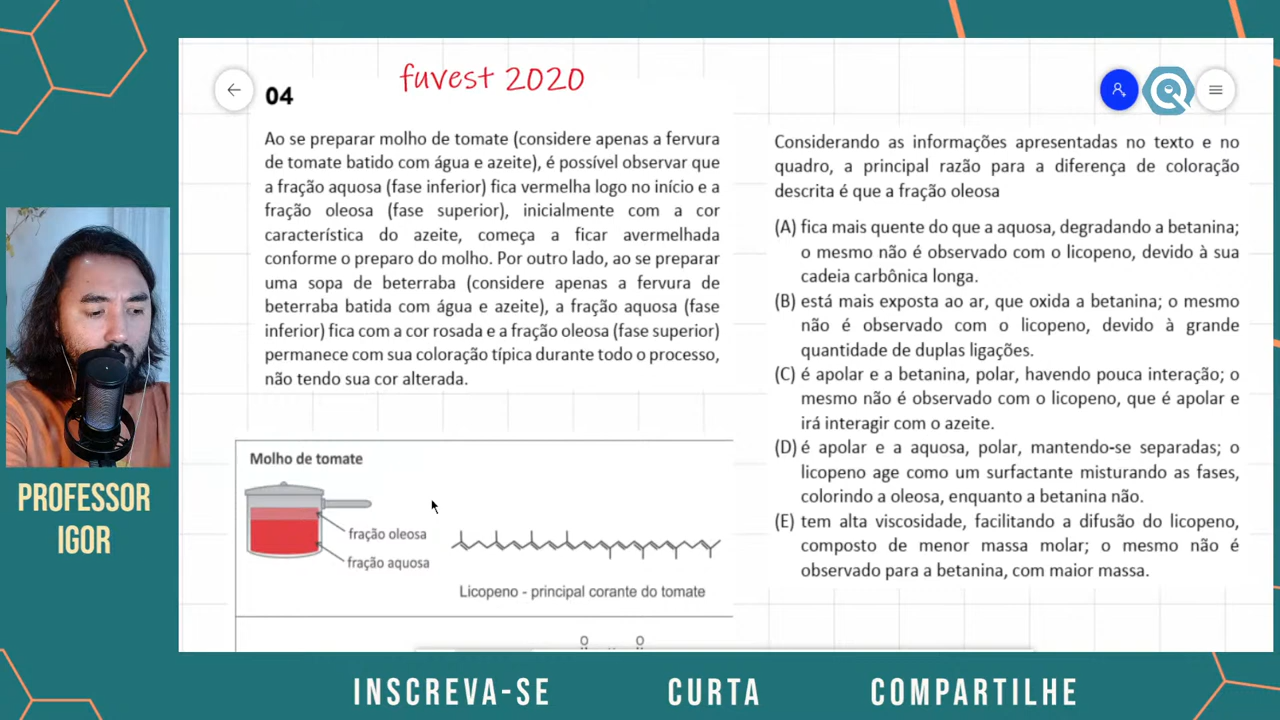 fuvest 2020
04
Ao se preparar molho de tomate (considere apenas a fervura
de tomate batido com água e azeite), é possível observar que
a fração aquosa (fase inferior) fica vermelha logo no início e a
fração oleosa (fase superior), inicialmente com a cor
característica do azeite, começa a ficar avermelhada
conforme o preparo do molho. Por outro lado, ao se preparar
uma sopa de beterraba (considere apenas a fervura de
beterraba batida com água e azeite), a fração aquosa (fase
inferior) fica com a cor rosada e a fração oleosa (fase superior)
permanece com sua coloração típica durante todo o processo,
não tendo sua cor alterada.
Molho de tomate
fração oleosa
fração aquosa
Licopeno - principal corante do tomate
O O
Considerando as informações apresentadas no texto e no
quadro, a principal razão para a diferença de coloração
descrita é que a fração oleosa
(A) fica mais quente do que a aquosa, degradando a betanina;
o mesmo não é observado com o licopeno, devido à sua
cadeia carbônica longa.
(B) está mais exposta ao ar, que oxida a betanina; o mesmo
não é observado com o licopeno, devido à grande
quantidade de duplas ligações.
(C) é apolar e a betanina, polar, havendo pouca interação; o
mesmo não é observado com o licopeno, que é apolar e
irá interagir com o azeite.
(D) é apolar e a aquosa, polar, mantendo-se separadas; o
licopeno age como um surfactante misturando as fases,
colorindo a oleosa, enquanto a betanina não.
(E) tem alta viscosidade, facilitando a difusão do licopeno,
composto de menor massa molar; o mesmo não é
observado para a betanina, com maior massa.
PROFESSOR
IGOR
INSCREVA-SE CURTA COMPARTILHE